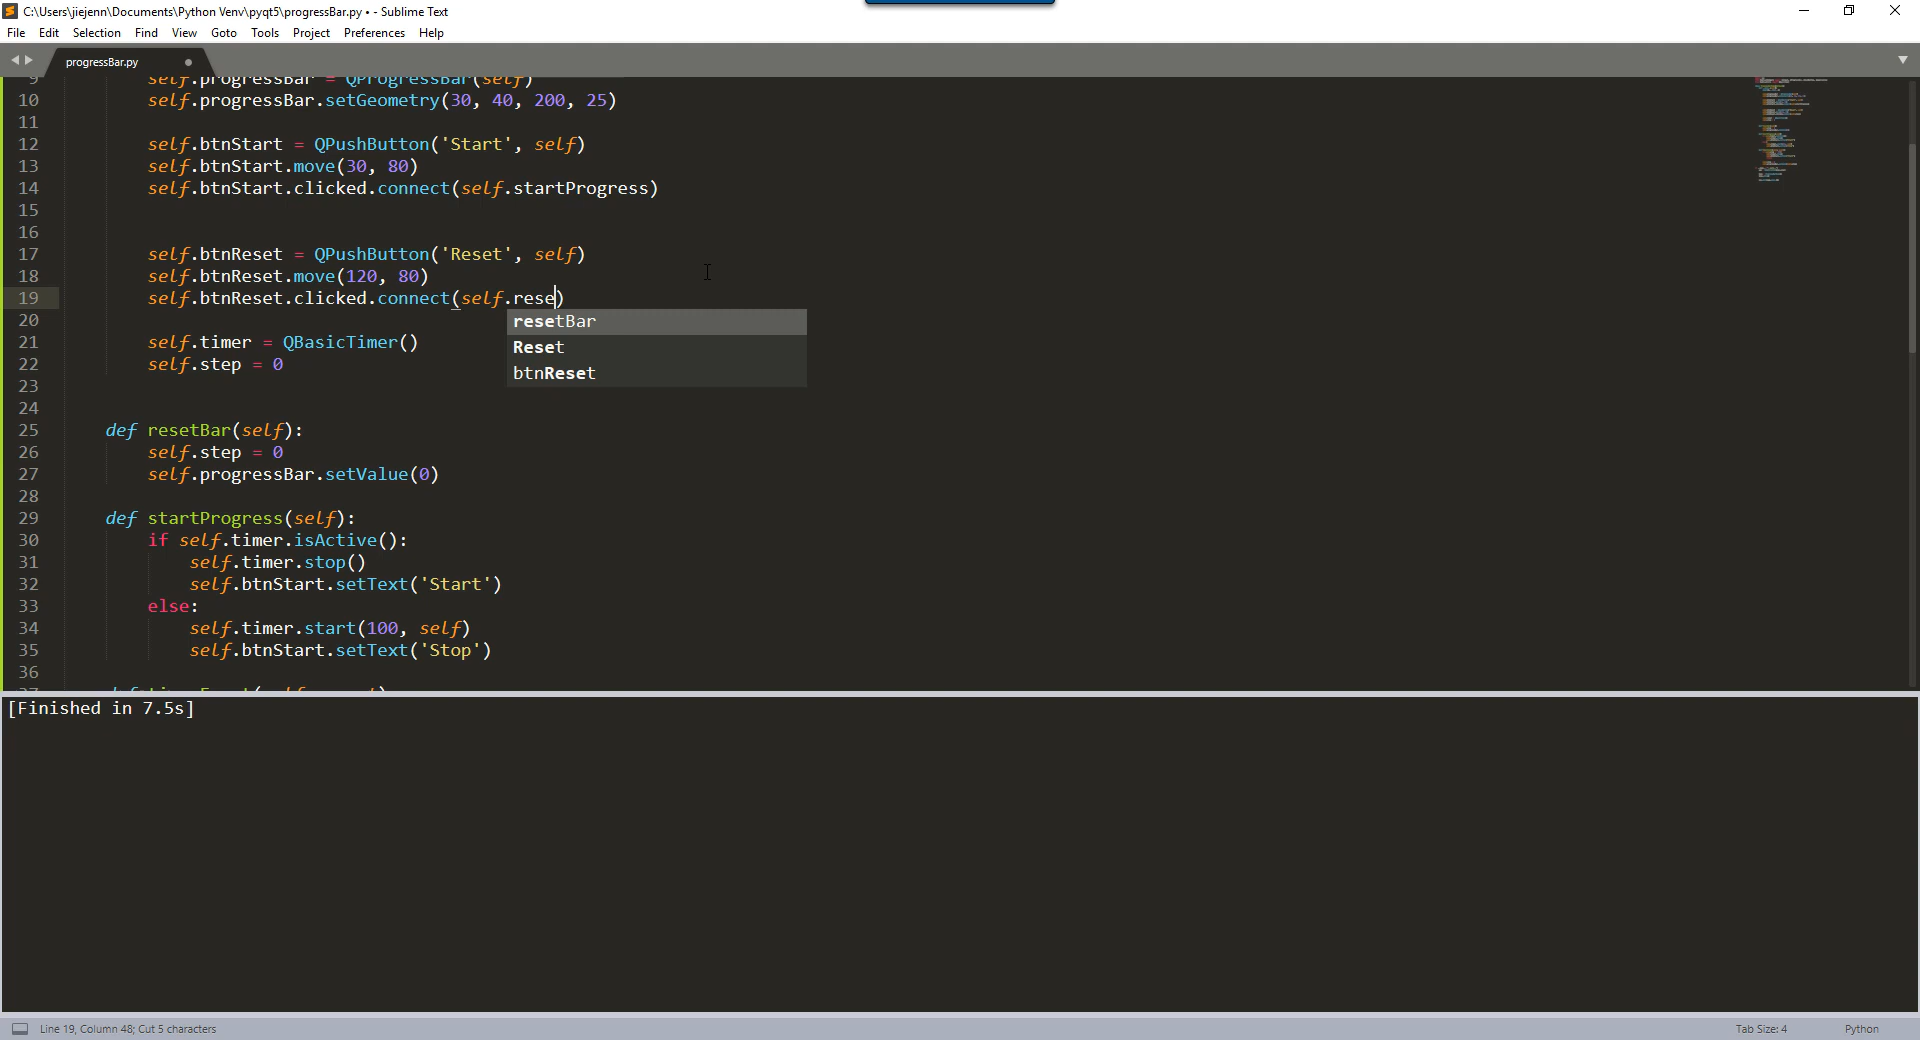 C:\Users\jiejenn\Documents\Python Venv\pyqt5\progressBar.py • - Sublime Text
File Edit Selection Find View Goto Tools Project Preferences Help
progressBar.py
9 self.progressBar = QProgressBar(self)
10 self.progressBar.setGeometry(30, 40, 200, 25)
11
12 self.btnStart = QPushButton('Start', self)
13 self.btnStart.move(30, 80)
14 self.btnStart.clicked.connect(self.startProgress)
15
16
17 self.btnReset = QPushButton('Reset', self)
18 self.btnReset.move(120, 80)
19 self.btnReset.clicked.connect(self.rese)
resetBar
Reset
btnReset
20
21 self.timer = QBasicTimer()
22 self.step = 0
23
24
25 def resetBar(self):
26 self.step = 0
27 self.progressBar.setValue(0)
28
29 def startProgress(self):
30 if self.timer.isActive():
31 self.timer.stop()
32 self.btnStart.setText('Start')
33 else:
34 self.timer.start(100, self)
35 self.btnStart.setText('Stop')
36
[Finished in 7.5s]
Line 19, Column 48; Cut 5 characters
Tab Size: 4
Python